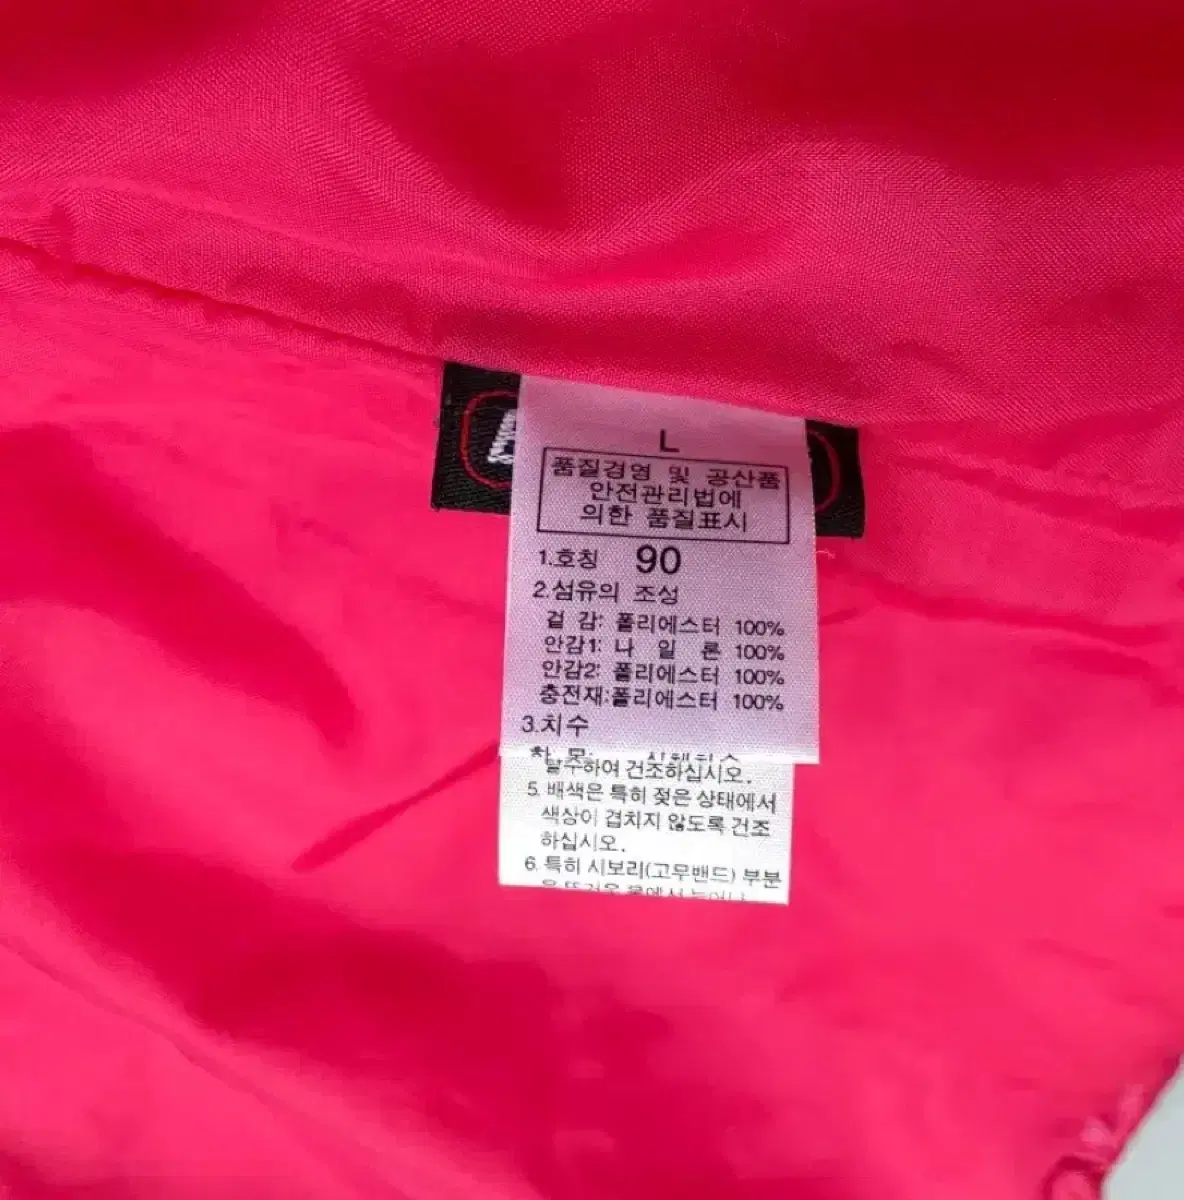 L
품질경영 및 공산품
안전관리법에
의한 품질표시
1.호칭 90
2.섬유의 조성
겉 감: 폴리에스터 100%
안감1: 나 일 론 100%
안감2: 폴리에스터 100%
충전재:폴리에스터 100%
3.치수
탈수하여 건조하십시오.
5. 배색은 특히 젖은 상태에서
색상이 겹치지 않도록 건조
하십시오.
6. 특히 시보리(고무밴드) 부분